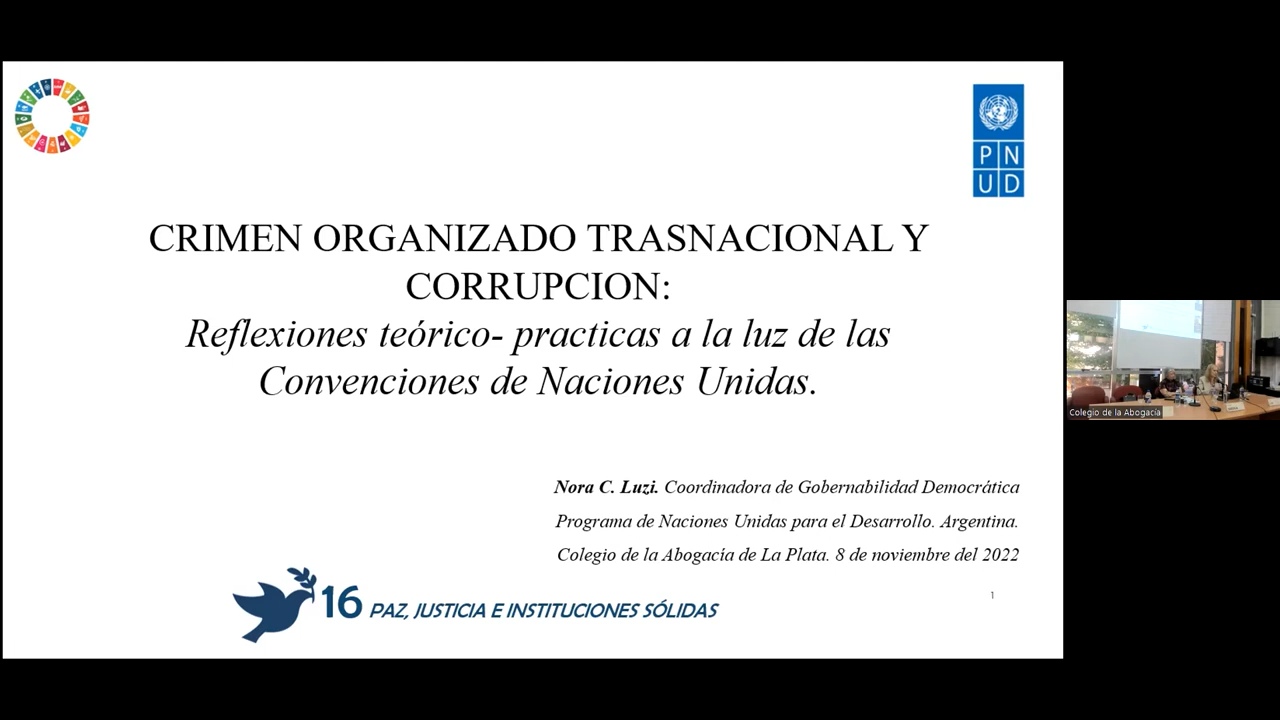 PN
UD
CRIMEN ORGANIZADO TRASNACIONAL Y
CORRUPCION:
Reflexiones teórico- practicas a la luz de las
Convenciones de Naciones Unidas.
Nora C. Luzi. Coordinadora de Gobernabilidad Democrática
Programa de Naciones Unidas para el Desarrollo. Argentina.
Colegio de la Abogacía de La Plata. 8 de noviembre del 2022
16 PAZ, JUSTICIA E INSTITUCIONES SÓLIDAS
1
Colegio de la Abogacía